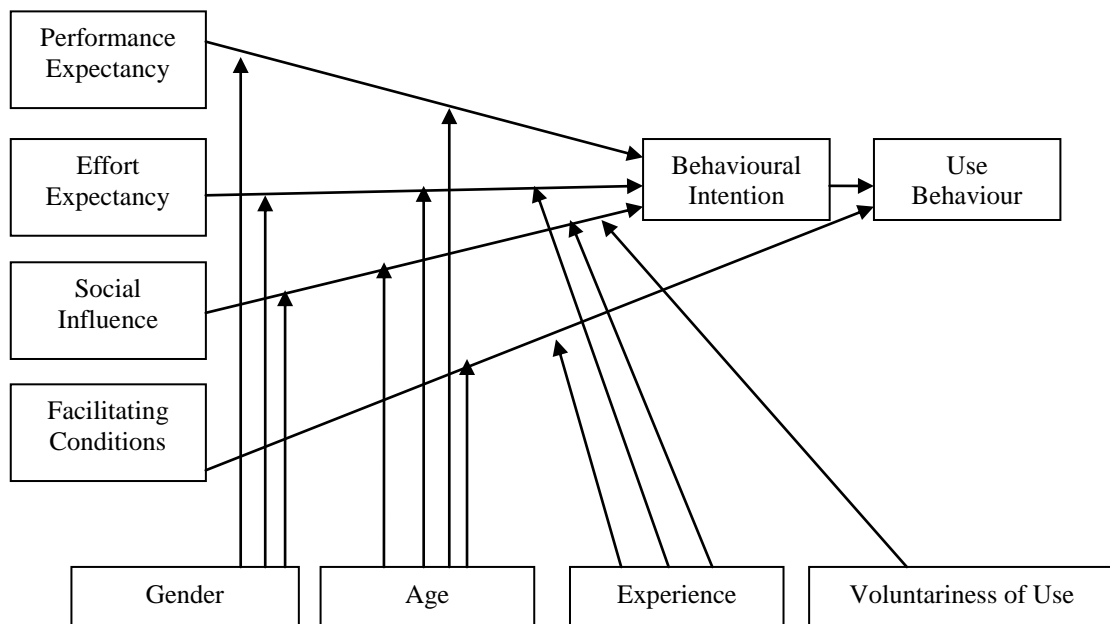 Performance
Expectancy
Effort
Expectancy
Behavioural
Intention
Use
Behaviour
Social
Influence
Facilitating
Conditions
Gender
Age
Experience
Voluntariness of Use